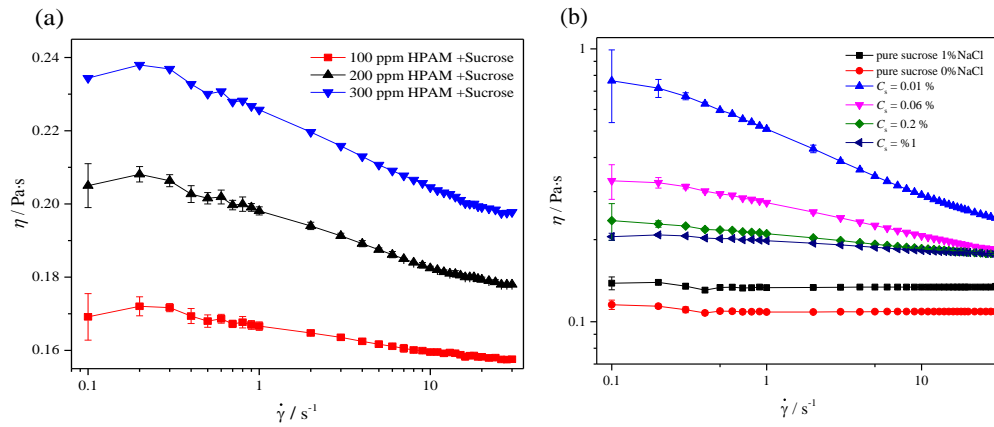 (a)
0.24
0.22
0.20
0.18
0.16
η / Pa·s
100 ppm HPAM +Sucrose
200 ppm HPAM +Sucrose
300 ppm HPAM +Sucrose
0.1
1
10
γ̇ / s⁻¹
(b)
1
0.1
η / Pa·s
pure sucrose 1%NaCl
pure sucrose 0%NaCl
Cₛ = 0.01 %
Cₛ = 0.06 %
Cₛ = 0.2 %
Cₛ = %1
0.1
1
10
γ̇ / s⁻¹